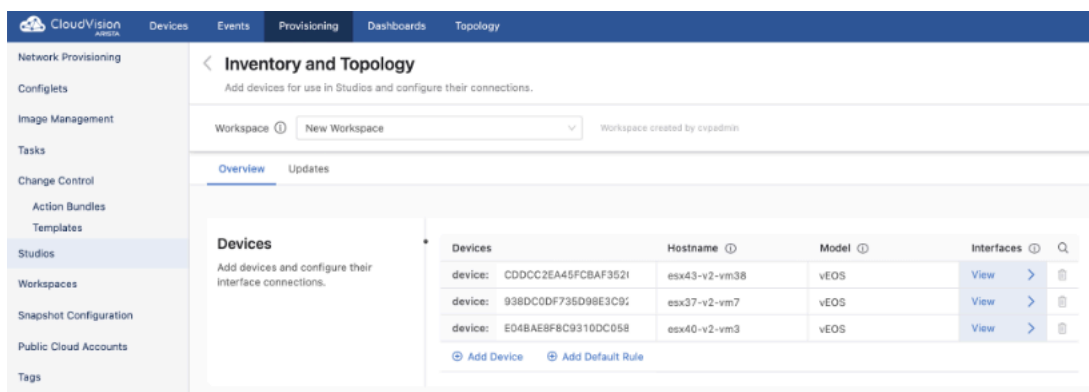 CloudVision
ARISTA
Devices Events Provisioning Dashboards Topology
Network Provisioning
Configlets
Image Management
Tasks
Change Control
Action Bundles
Templates
Studios
Workspaces
Snapshot Configuration
Public Cloud Accounts
Tags
Inventory and Topology
Add devices for use in Studios and configure their connections.
Workspace New Workspace Workspace created by cvpadmin
Overview Updates
Devices
Add devices and configure their
interface connections.
Devices Hostname Model Interfaces
device: CDDCC2EA45FCBAF352 esx43-v2-vm38 vEOS View
device: 938DC0DF735D98E3C9 esx37-v2-vm7 vEOS View
device: E04BAE8F8C9310DC058 esx40-v2-vm3 vEOS View
Add Device Add Default Rule